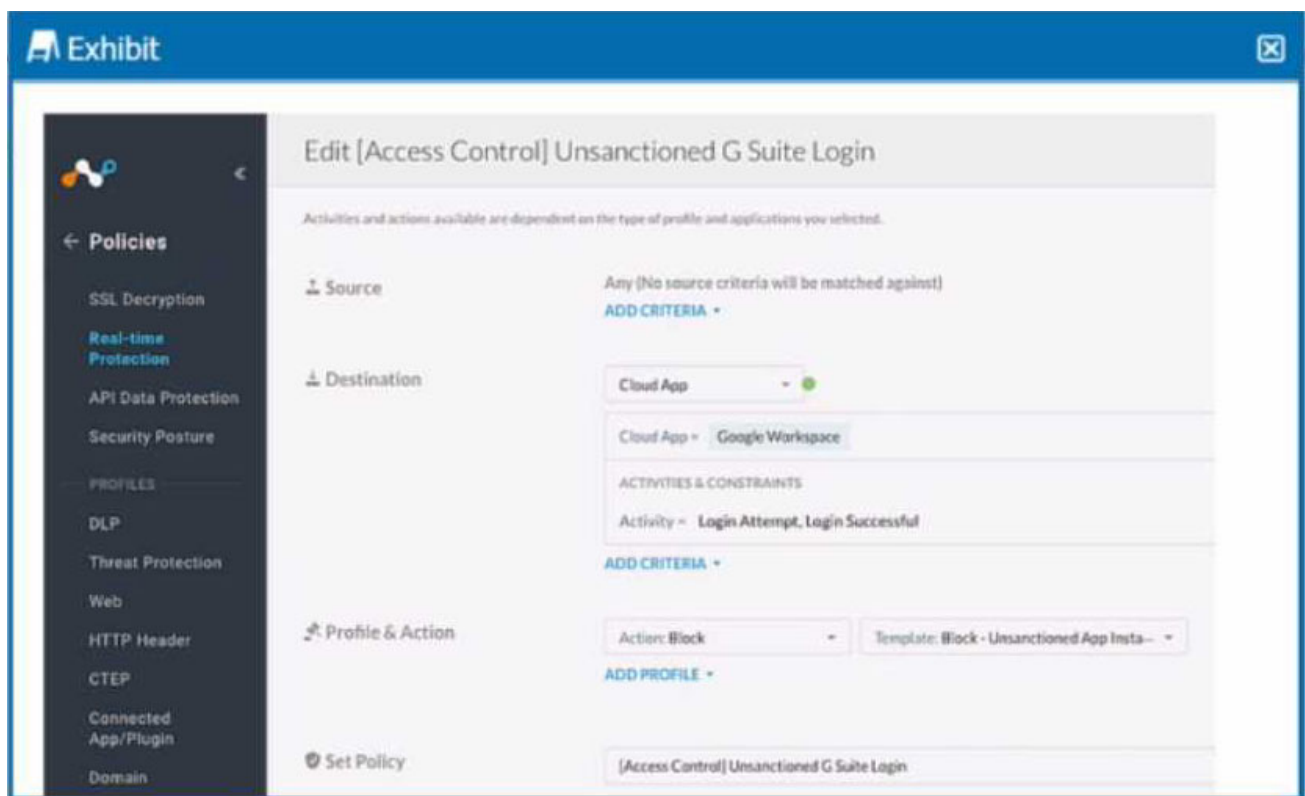 Exhibit
Edit [Access Control] Unsanctioned G Suite Login
Activities and actions available are dependent on the type of profile and applications you selected.
Policies
SSL Decryption
Real-time
Protection
API Data Protection
Security Posture
PROFILES
DLP
Threat Protection
Web
HTTP Header
CTEP
Connected
App/Plugin
Domain
Source
Any (No source criteria will be matched against)
ADD CRITERIA
Destination
Cloud App
Cloud App = Google Workspace
ACTIVITIES & CONSTRAINTS
Activity = Login Attempt, Login Successful
ADD CRITERIA
Profile & Action
Action: Block
Template: Block - Unsanctioned App Insta--
ADD PROFILE
Set Policy
[Access Control] Unsanctioned G Suite Login